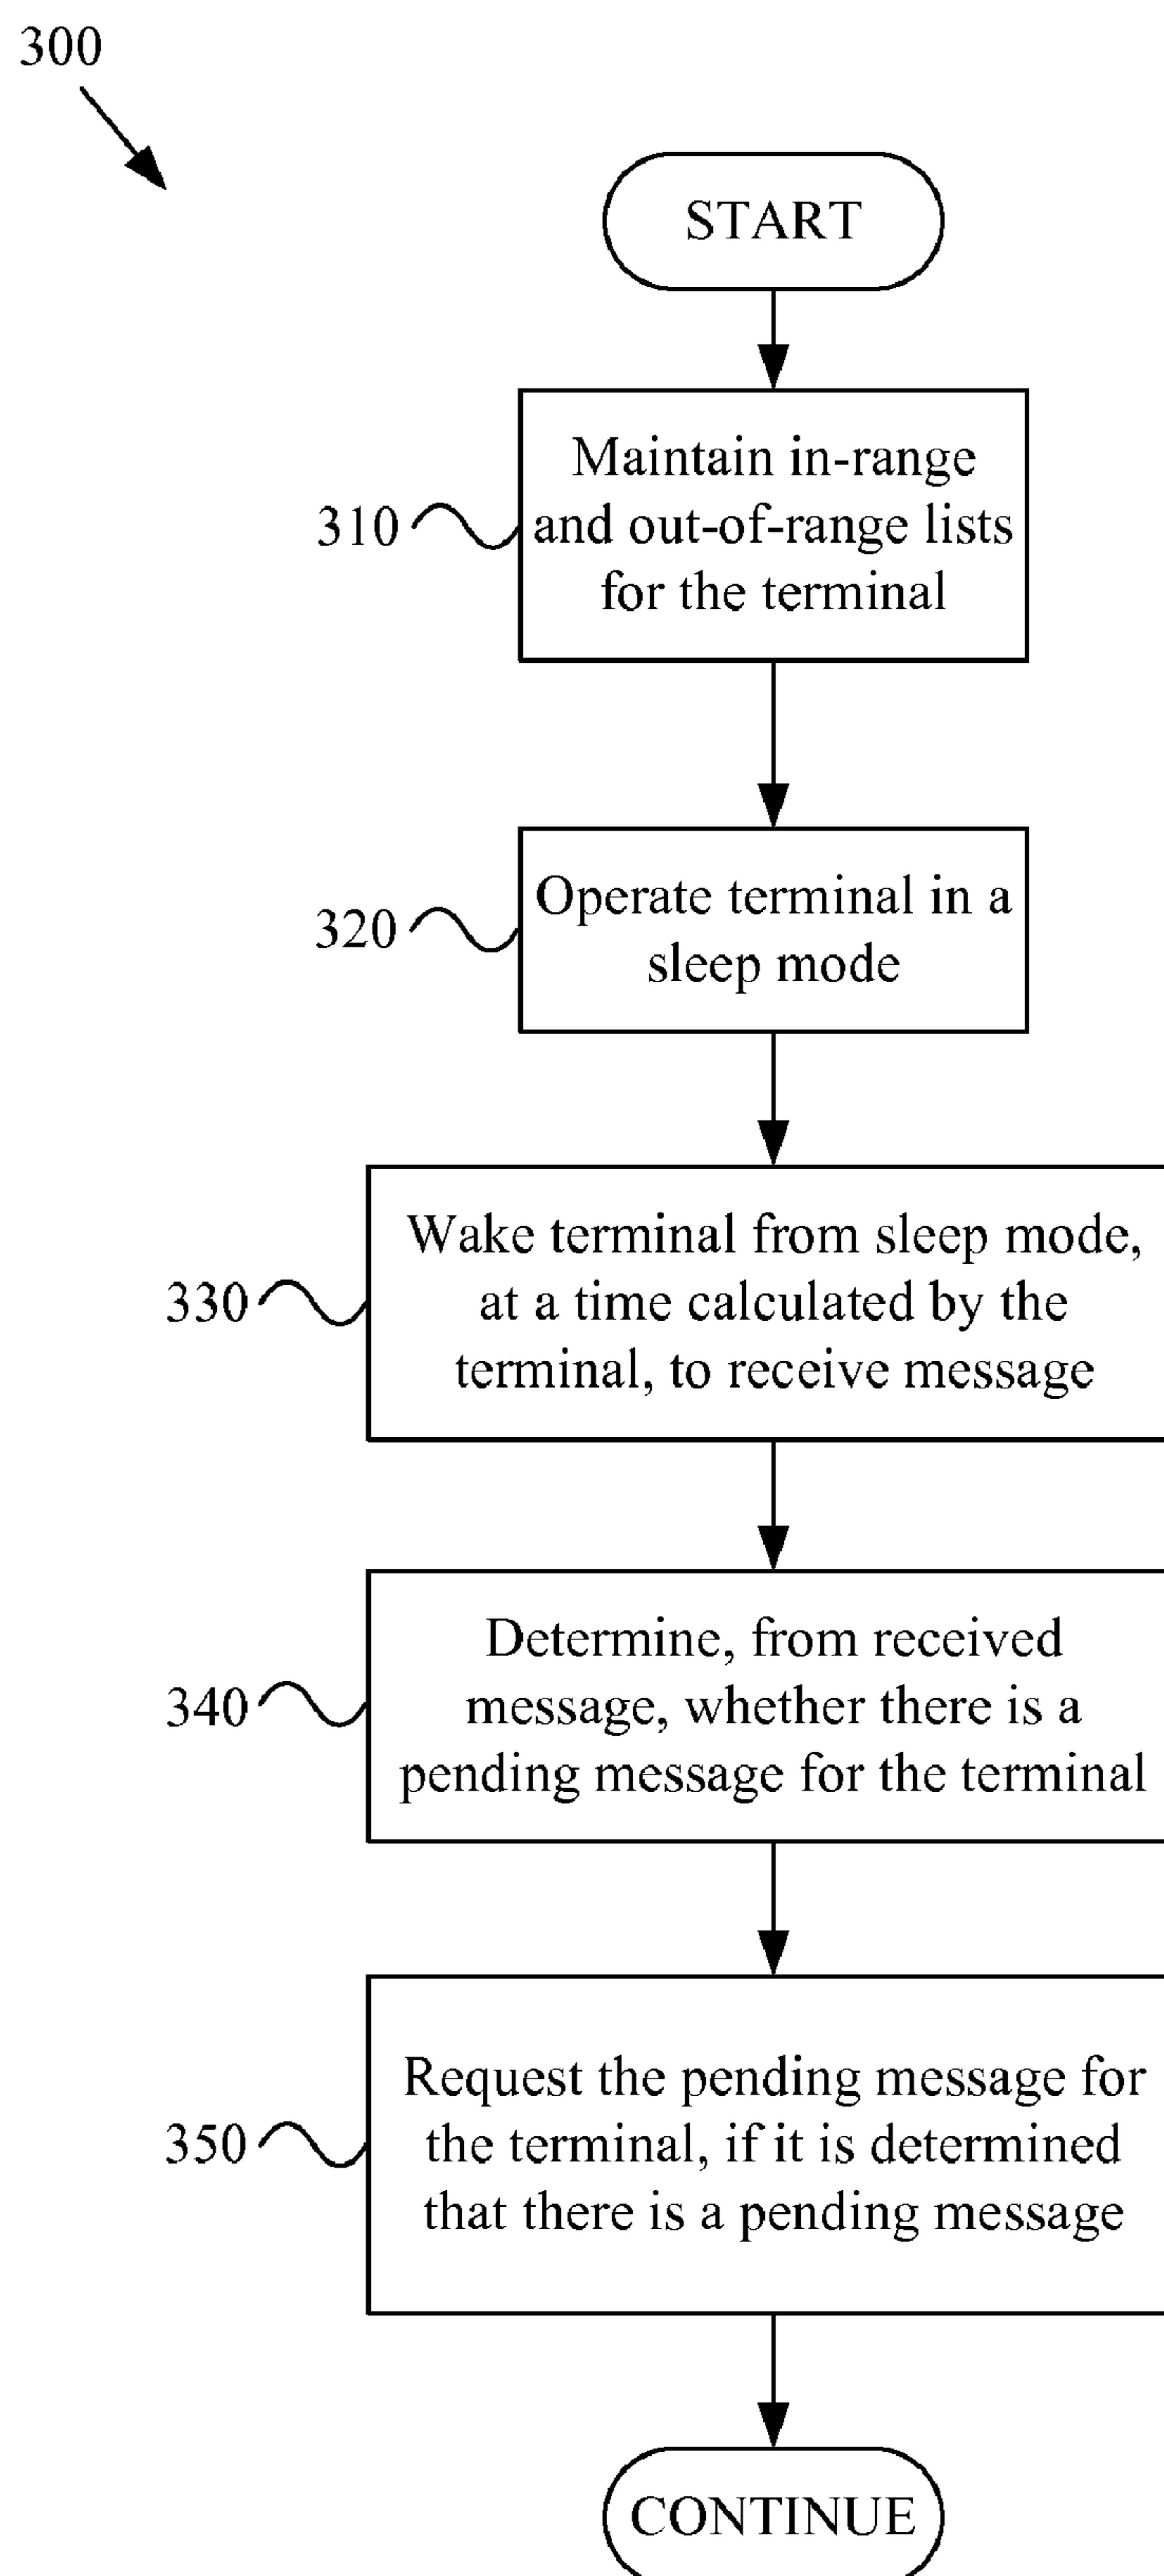 300
START
310
Maintain in-range
and out-of-range lists
for the terminal
320
Operate terminal in a
sleep mode
330
Wake terminal from sleep mode,
at a time calculated by the
terminal, to receive message
340
Determine, from received
message, whether there is a
pending message for the terminal
350
Request the pending message for
the terminal, if it is determined
that there is a pending message
CONTINUE